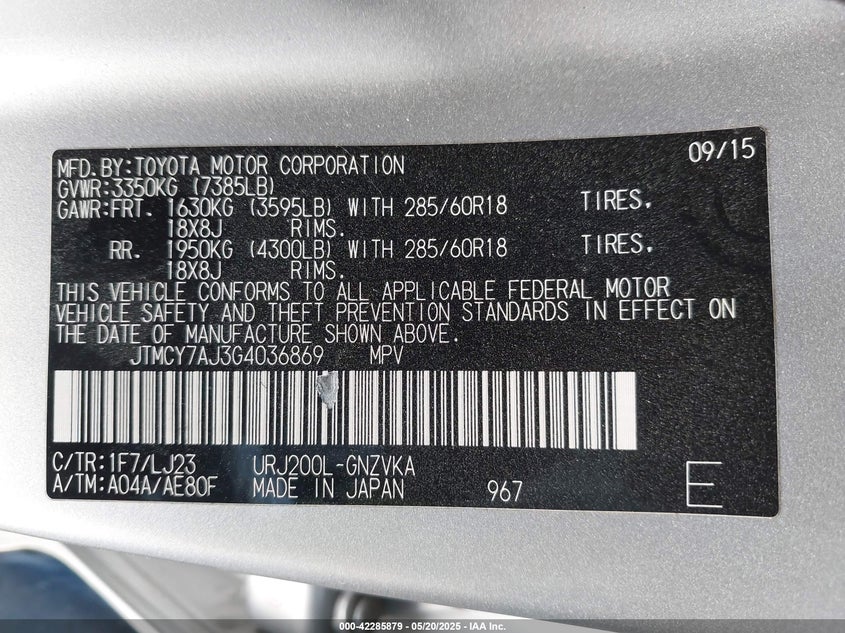 09/15
MFD.BY:TOYOTA MOTOR CORPORATION
GVWR:3350KG (7385LB)
GAWR:FRT. 1630KG (3595LB) WITH 285/60R18 TIRES,
18X8J RIMS.
RR. 1950KG (4300LB) WITH 285/60R18 TIRES,
18X8J RIMS.
THIS VEHICLE CONFORMS TO ALL APPLICABLE FEDERAL MOTOR
VEHICLE SAFETY AND THEFT PREVENTION STANDARDS IN EFFECT ON
THE DATE OF MANUFACTURE SHOWN ABOVE.
JTMCY7AJ3G4036869 MPV
C/TR:1F7/LJ23 URJ200L-GNZVKA
A/TM:A04A/AE80F MADE IN JAPAN 967 E
000-42285879 - 05/20/2025 - IAA Inc.